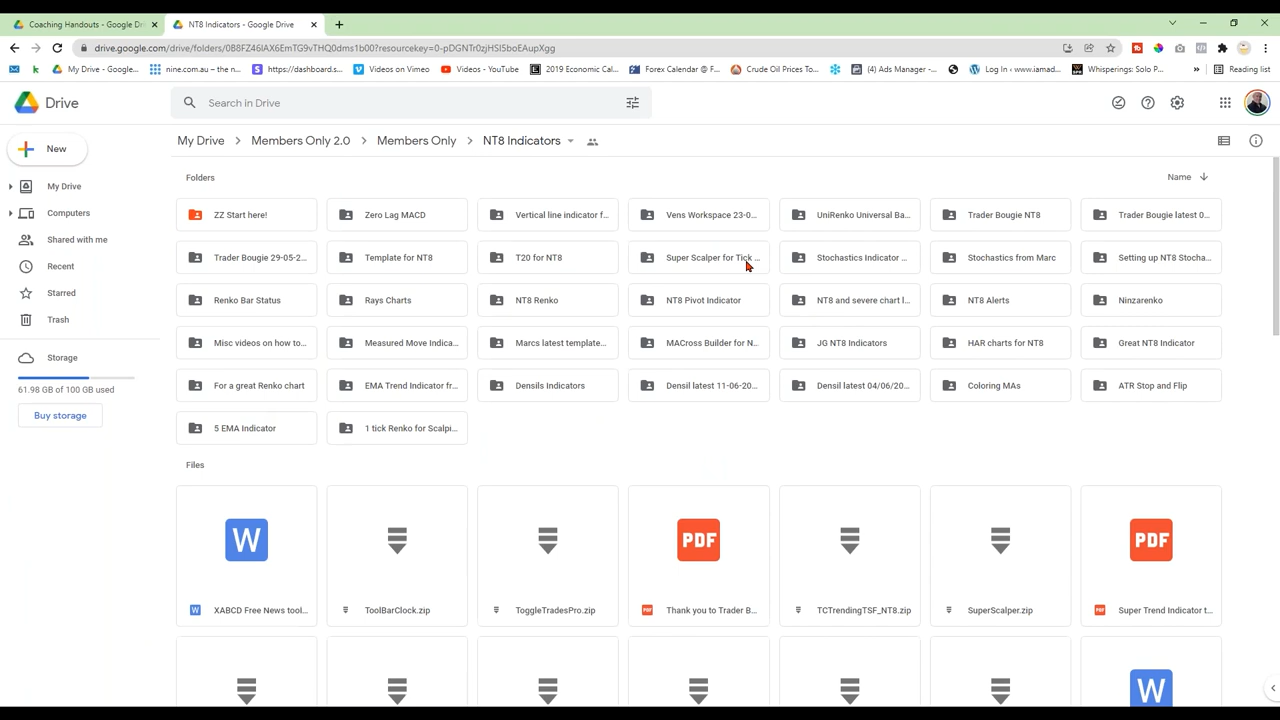 Coaching Handouts - Google Dri
NT8 Indicators - Google Drive
drive.google.com/drive/folders/0B8FZ46lAX6EmTG9vTHQ0dms1b00?resourcekey=0-pDGNTr0zjHSI5boEAupXgg
My Drive - Google...
nine.com.au – the n...
https://dashboard.s...
Videos on Vimeo
Videos - YouTube
2019 Economic Cal...
Forex Calendar @ F...
Crude Oil Prices To...
(4) Ads Manager -...
Log In ‹ www.iamad...
Whisperings: Solo P...
»
Reading list
Drive
Search in Drive
New
My Drive
Members Only 2.0
Members Only
NT8 Indicators
My Drive
Computers
Shared with me
Recent
Starred
Trash
Storage
61.98 GB of 100 GB used
Buy storage
Folders
Name
ZZ Start here!
Zero Lag MACD
Vertical line indicator f...
Vens Workspace 23-0...
UniRenko Universal Ba...
Trader Bougie NT8
Trader Bougie latest 0...
Trader Bougie 29-05-2...
Template for NT8
T20 for NT8
Super Scalper for Tick ...
Stochastics Indicator ...
Stochastics from Marc
Setting up NT8 Stocha...
Renko Bar Status
Rays Charts
NT8 Renko
NT8 Pivot Indicator
NT8 and severe chart l...
NT8 Alerts
Ninzarenko
Misc videos on how to...
Measured Move Indica...
Marcs latest template...
MACross Builder for N...
JG NT8 Indicators
HAR charts for NT8
Great NT8 Indicator
For a great Renko chart
EMA Trend Indicator fr...
Densils Indicators
Densil latest 11-06-20...
Densil latest 04/06/20...
Coloring MAs
ATR Stop and Flip
5 EMA Indicator
1 tick Renko for Scalpi...
Files
W
PDF
PDF
W XABCD Free News tool...
ToolBarClock.zip
ToggleTradesPro.zip
PDF Thank you to Trader B...
TCTrendingTSF_NT8.zip
SuperScalper.zip
PDF Super Trend Indicator t...
W